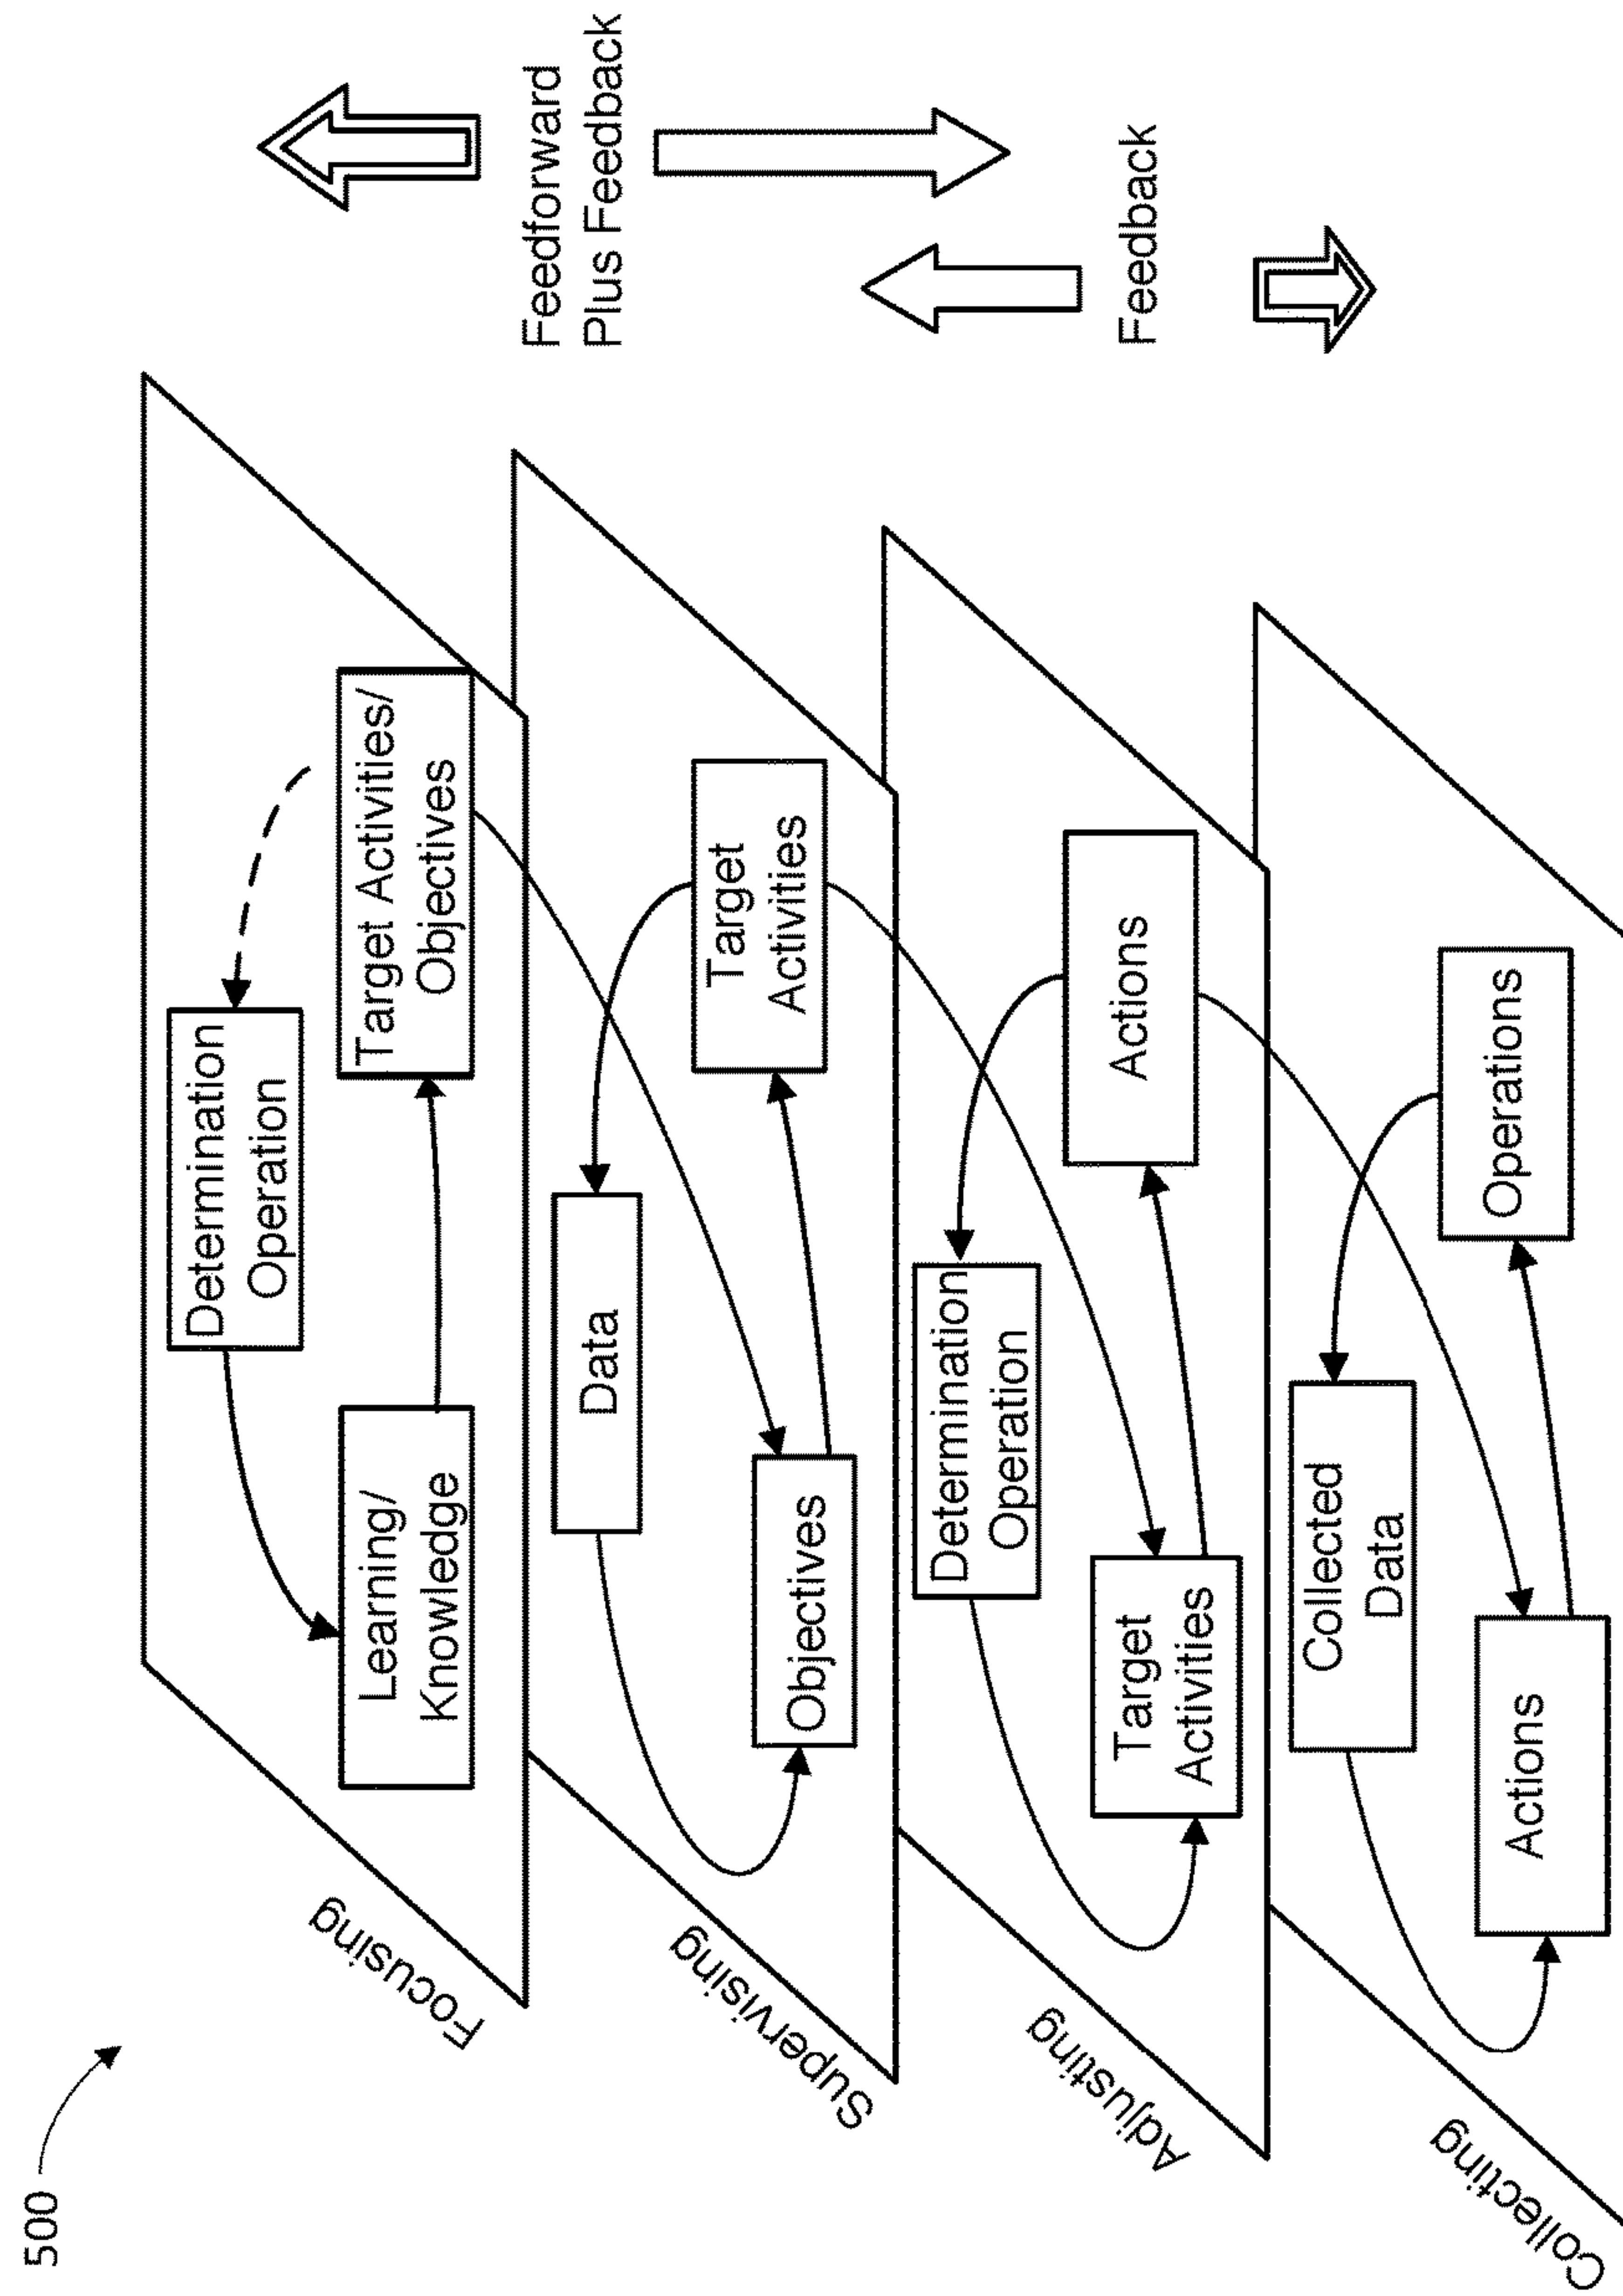 500
Focusing
Determination
Operation
Learning/
Knowledge
Target Activities/
Objectives
Supervising
Data
Objectives
Target
Activities
Adjusting
Determination
Operation
Target
Activities
Actions
Collecting
Collected
Data
Actions
Operations
Feedforward
Plus Feedback
Feedback